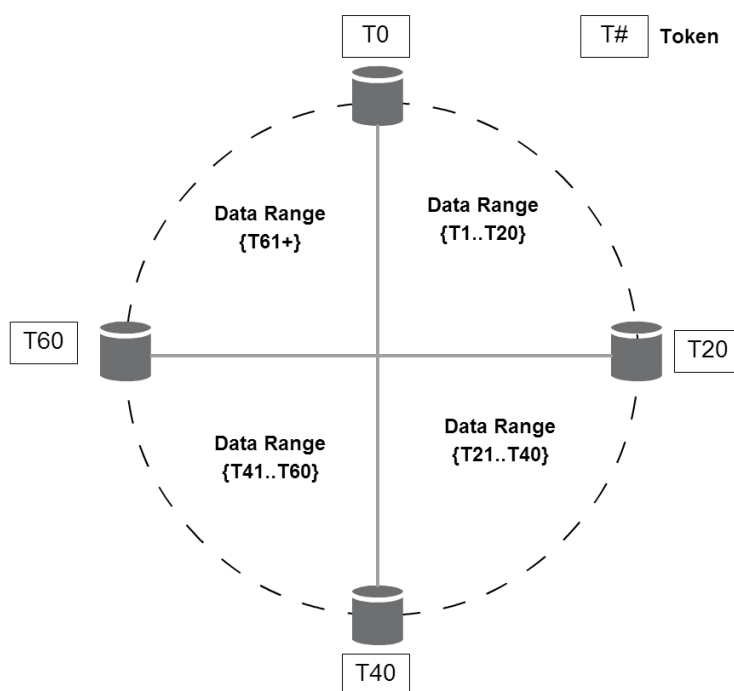 T0
T# Token
Data Range
{T61+}
Data Range
{T1..T20}
T60
T20
Data Range
{T41..T60}
Data Range
{T21..T40}
T40